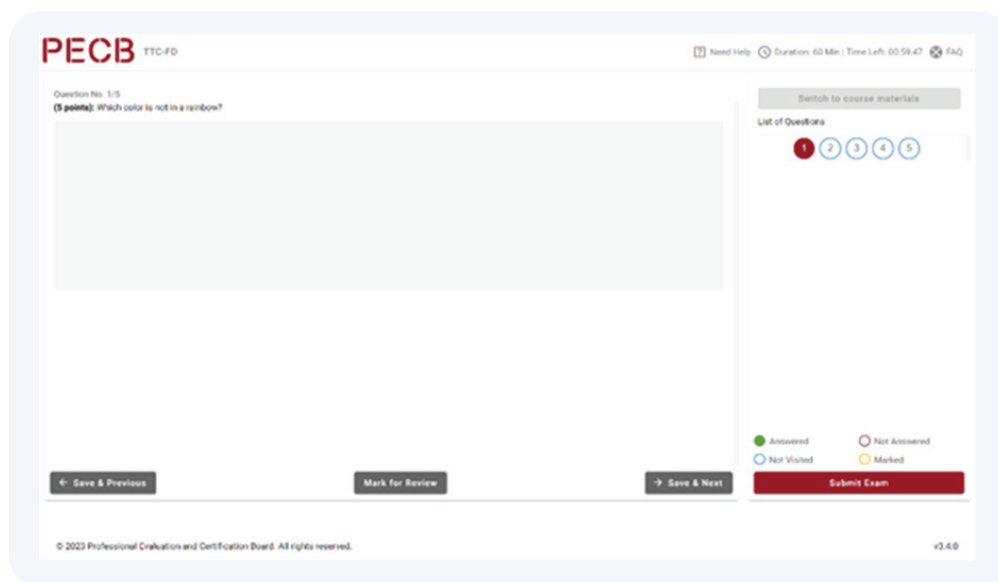 PECB TTC-FD
Need Help Duration: 60 Min | Time Left: 00:59:47 FAQ
Question No. 1/5
(5 points): Which color is not in a rainbow?
Switch to course materials
List of Questions
1 2 3 4 5
Answered Not Answered
Not Visited Marked
← Save & Previous Mark for Review → Save & Next Submit Exam
© 2023 Professional Evaluation and Certification Board. All rights reserved. v3.4.0